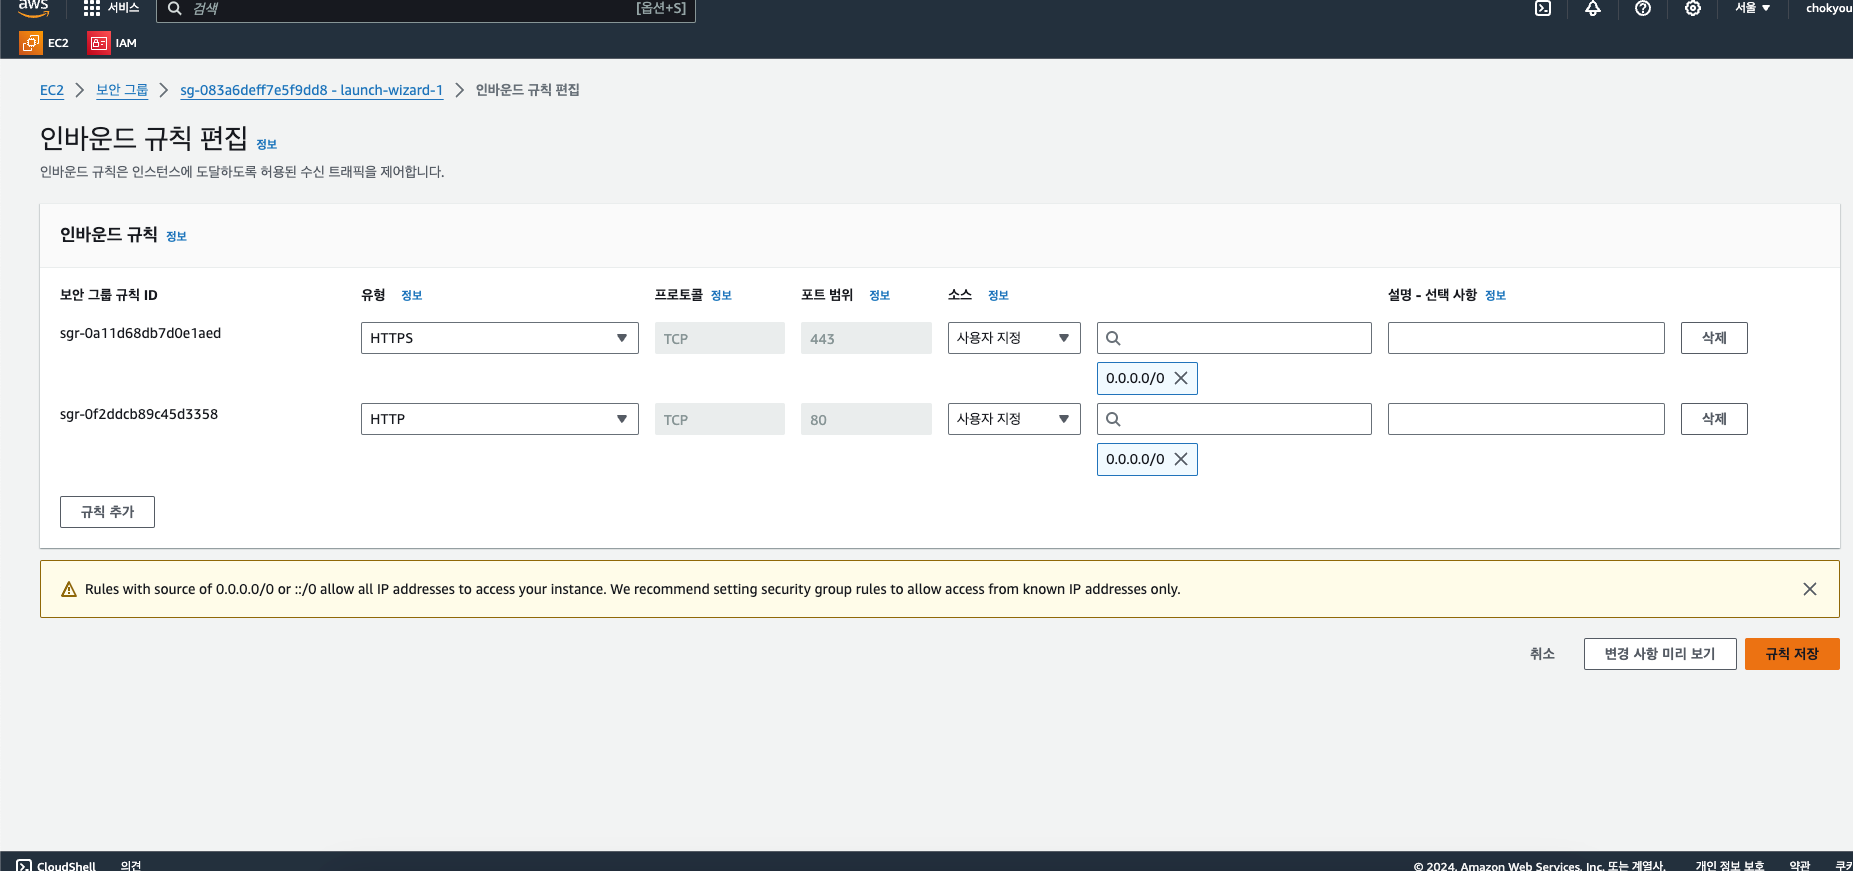 aws 서비스 검색 [옵션+S] 서울 chokyou
EC2 IAM
EC2 보안 그룹 sg-083a6deff7e5f9dd8 - launch-wizard-1 인바운드 규칙 편집
인바운드 규칙 편집 정보
인바운드 규칙은 인스턴스에 도달하도록 허용된 수신 트래픽을 제어합니다.
인바운드 규칙 정보
보안 그룹 규칙 ID 유형 정보 프로토콜 정보 포트 범위 정보 소스 정보 설명 - 선택 사항 정보
sgr-0a11d68db7d0e1aed HTTPS TCP 443 사용자 지정 삭제
0.0.0.0/0
sgr-0f2ddcb89c45d3358 HTTP TCP 80 사용자 지정 삭제
0.0.0.0/0
규칙 추가
Rules with source of 0.0.0.0/0 or ::/0 allow all IP addresses to access your instance. We recommend setting security group rules to allow access from known IP addresses only.
취소 변경 사항 미리 보기 규칙 저장
CloudShell 의견 © 2024, Amazon Web Services, Inc. 또는 계열사. 개인 정보 보호 약관 쿠키